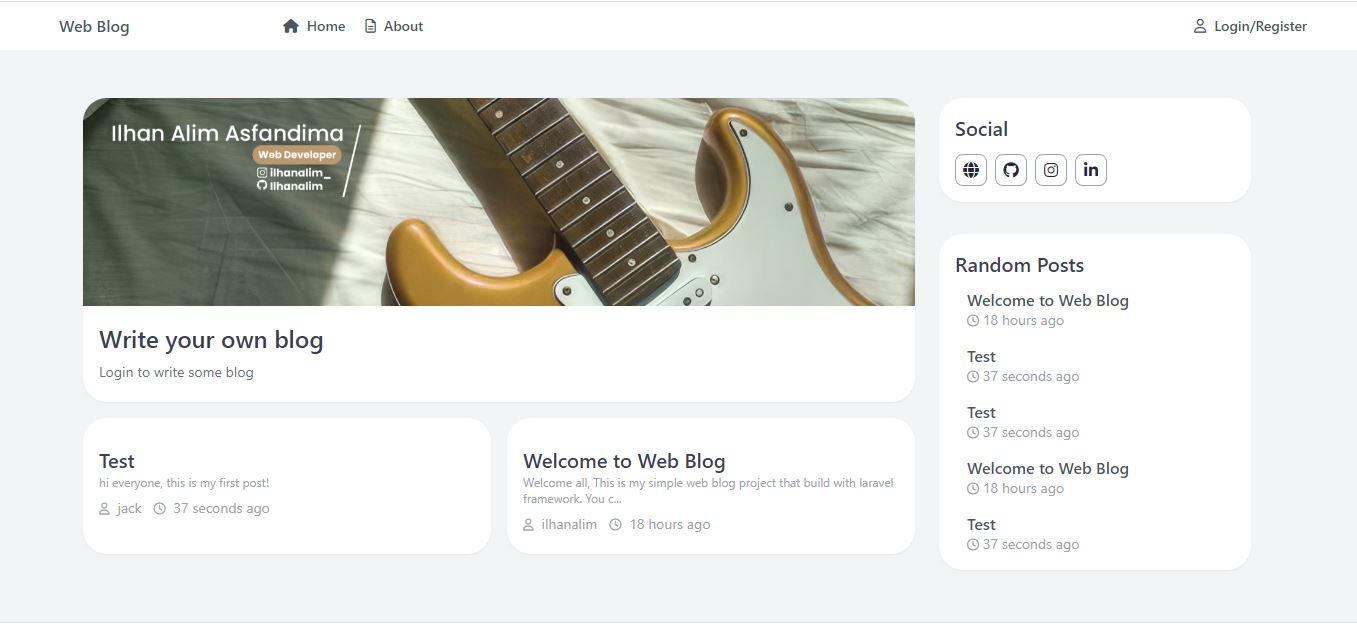 Web Blog
Home
About
Login/Register
Ilhan Alim Asfandima
Web Developer
ilhanalim_
Ilhanalim
Write your own blog
Login to write some blog
Test
hi everyone, this is my first post!
jack 37 seconds ago
Welcome to Web Blog
Welcome all, This is my simple web blog project that build with laravel
framework. You c...
ilhanalim 18 hours ago
Social
in
Random Posts
Welcome to Web Blog
18 hours ago
Test
37 seconds ago
Test
37 seconds ago
Welcome to Web Blog
18 hours ago
Test
37 seconds ago